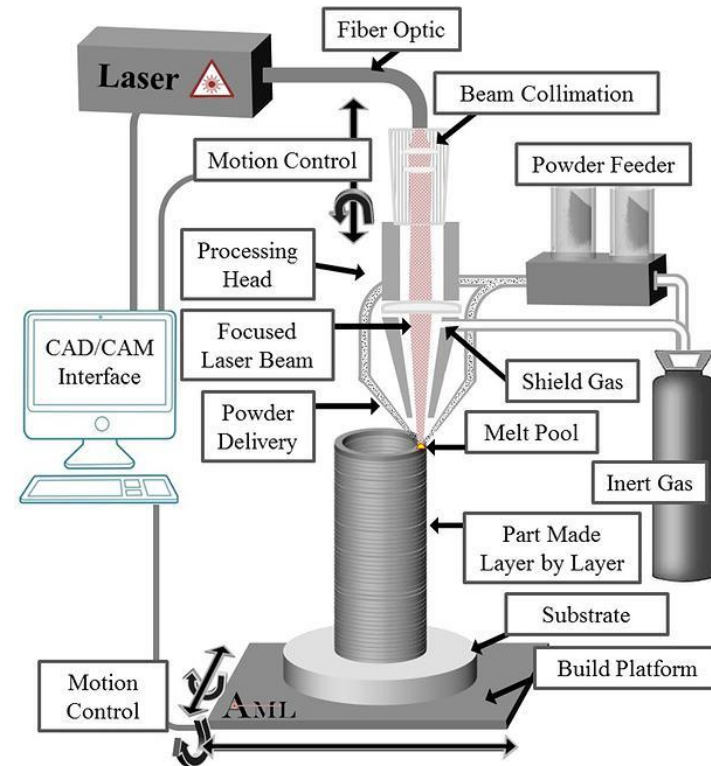 Fiber Optic
Laser
Beam Collimation
Motion Control
Powder Feeder
Processing
Head
CAD/CAM
Interface
Focused
Laser Beam
Shield Gas
Powder
Delivery
Melt Pool
Inert Gas
Part Made
Layer by Layer
Substrate
Build Platform
Motion
Control
AML